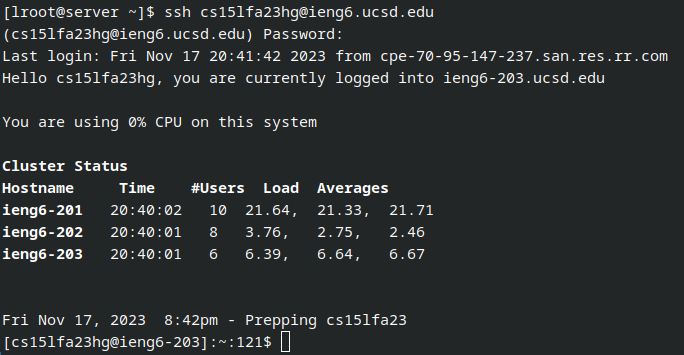 [lroot@server ~]$ ssh cs15lfa23hg@ieng6.ucsd.edu
(cs15lfa23hg@ieng6.ucsd.edu) Password:
Last login: Fri Nov 17 20:41:42 2023 from cpe-70-95-147-237.san.res.rr.com
Hello cs15lfa23hg, you are currently logged into ieng6-203.ucsd.edu
You are using 0% CPU on this system
Cluster Status
Hostname     Time    #Users  Load  Averages
ieng6-201   20:40:02   10  21.64,  21.33,  21.71
ieng6-202   20:40:01   8   3.76,   2.75,   2.46
ieng6-203   20:40:01   6   6.39,   6.64,   6.67
Fri Nov 17, 2023  8:42pm - Prepping cs15lfa23
[cs15lfa23hg@ieng6-203]:~:121$